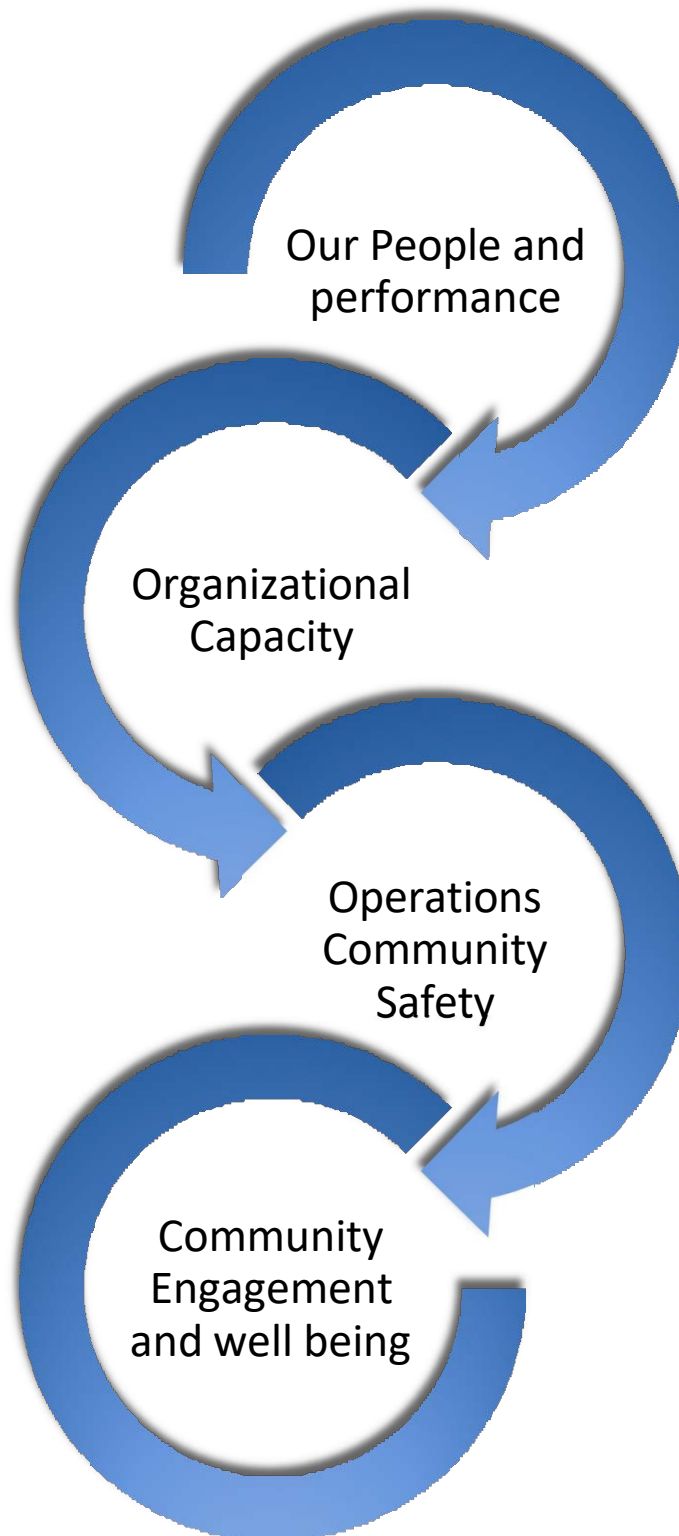 Our People and
performance
Organizational
Capacity
Operations
Community
Safety
Community
Engagement
and well being